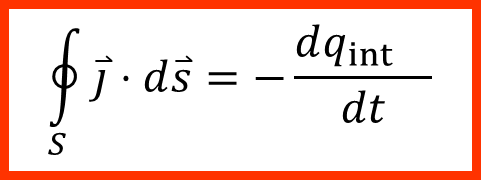 ∮_S j⃗ · ds⃗ = − dq_int / dt